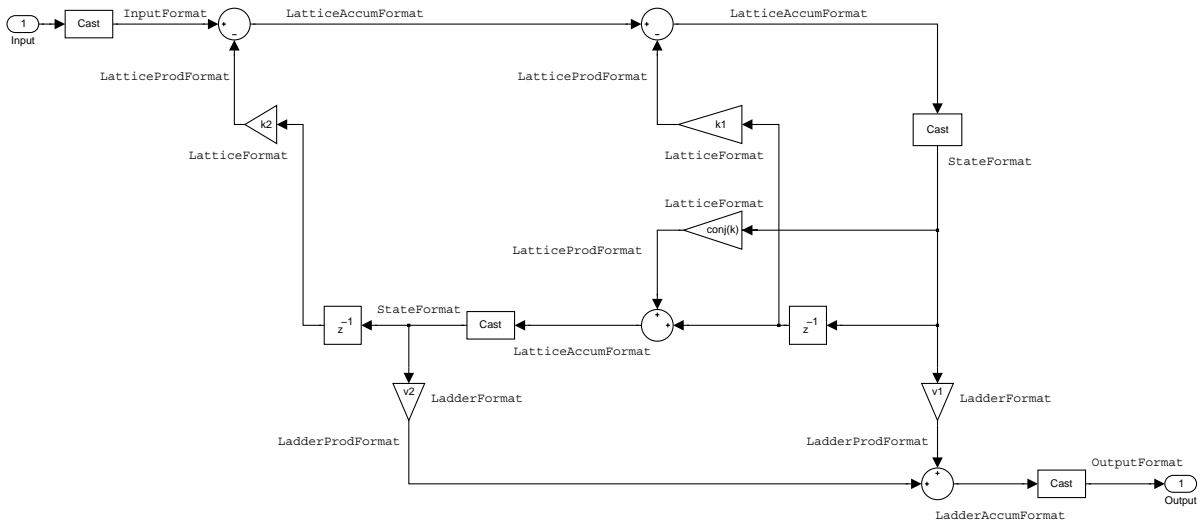 InputFormat
LatticeAccumFormat
LatticeAccumFormat
1
Cast
+
−
+
−
Input
LatticeProdFormat
LatticeProdFormat
k2
k1
Cast
LatticeFormat
LatticeFormat
StateFormat
LatticeFormat
conj(k)
LatticeProdFormat
StateFormat
z−1
Cast
+
+
z−1
LatticeAccumFormat
v2
LadderFormat
v1
LadderFormat
LadderProdFormat
LadderProdFormat
OutputFormat
+
+
Cast
1
Output
LadderAccumFormat